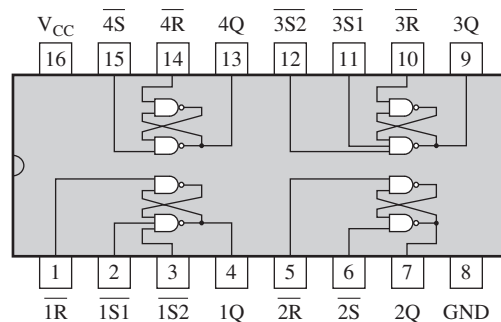 V_CC 4S̅ 4R̅ 4Q 3S2̅ 3S1̅ 3R̅ 3Q
16 15 14 13 12 11 10 9
1 2 3 4 5 6 7 8
1R̅ 1S1̅ 1S2̅ 1Q 2R̅ 2S̅ 2Q GND